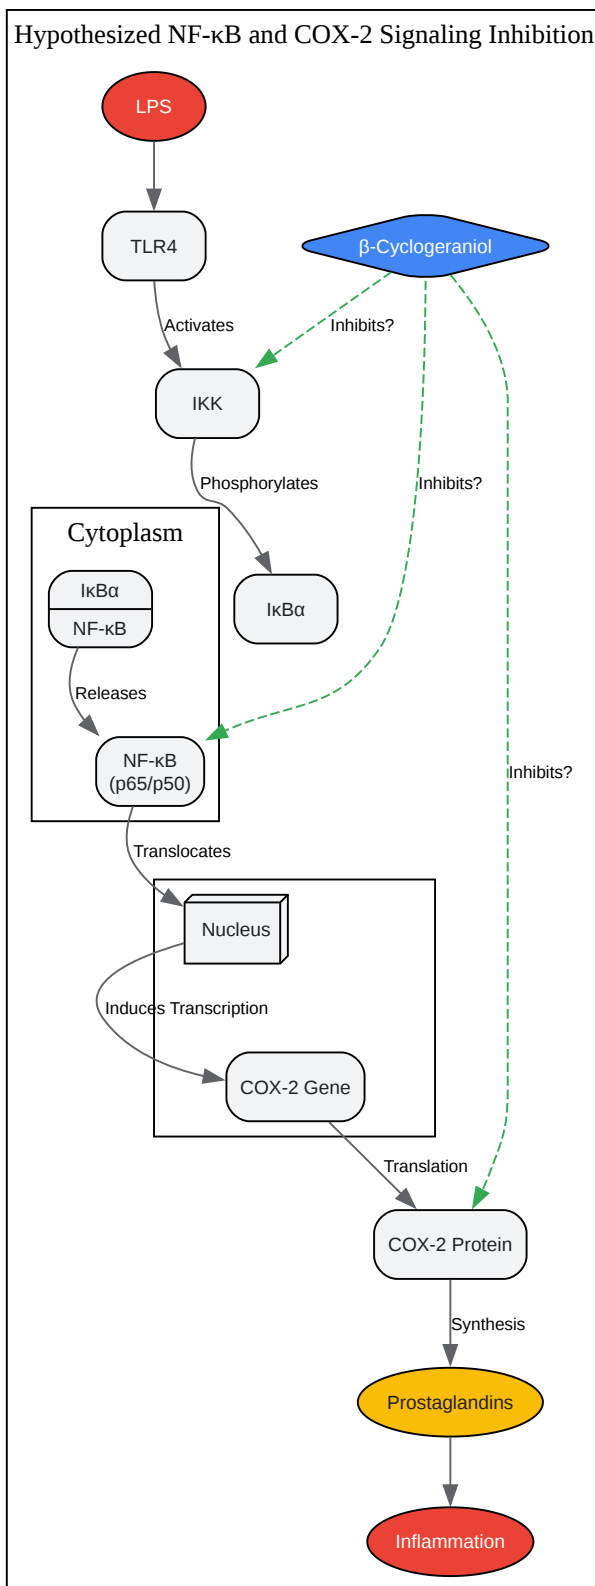 Hypothesized NF-κB and COX-2 Signaling Inhibition
LPS
TLR4
β-Cyclogeraniol
Activates
Inhibits?
IKK
Phosphorylates
Inhibits?
Cytoplasm
IκBα
NF-κB
IκBα
Releases
NF-κB
(p65/p50)
Inhibits?
Translocates
Nucleus
Induces Transcription
COX-2 Gene
Translation
COX-2 Protein
Synthesis
Prostaglandins
Inflammation